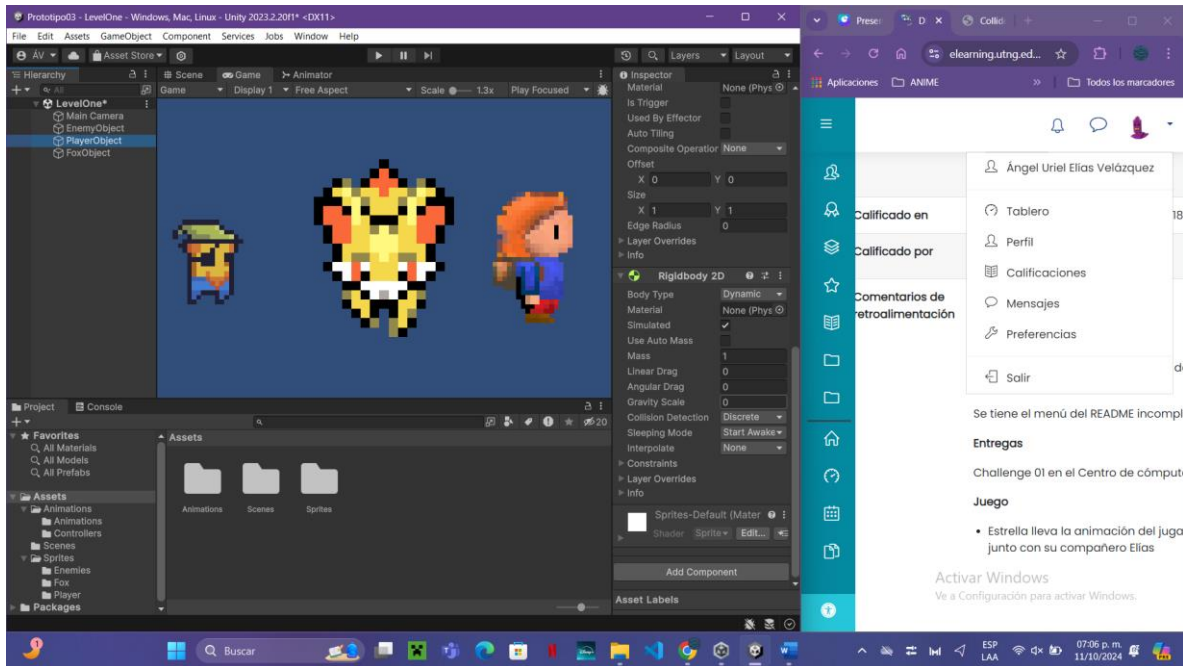 Prototipo03 - LevelOne - Windows, Mac, Linux - Unity 2023.2.20f1* <DX11>
File Edit Assets GameObject Component Services Jobs Window Help
ÁV Asset Store Layers Layout
Hierarchy
All
LevelOne*
Main Camera
EnemyObject
PlayerObject
FoxObject
Scene Game Animator
Game Display 1 Free Aspect Scale 1.3x Play Focused
Inspector
Material None (Phys
Is Trigger
Used By Effector
Auto Tiling
Composite Operation None
Offset
X 0 Y 0
Size
X 1 Y 1
Edge Radius 0
Layer Overrides
Info
Rigidbody 2D
Body Type Dynamic
Material None (Phys
Simulated
Use Auto Mass
Mass 1
Linear Drag 0
Angular Drag 0
Gravity Scale 0
Collision Detection Discrete
Sleeping Mode Start Awake
Interpolate None
Constraints
Layer Overrides
Info
Sprites-Default (Mater
Shader Sprite Edit...
Add Component
Asset Labels
Project Console
20
Favorites
All Materials
All Models
All Prefabs
Assets
Animations
Animations
Controllers
Scenes
Sprites
Enemies
Fox
Player
Packages
Assets
Animations Scenes Sprites
Presen D Collid
elearning.utng.ed...
Aplicaciones ANIME » Todos los marcadores
Ángel Uriel Elías Velázquez
Tablero
Perfil
Calificaciones
Mensajes
Preferencias
Salir
Calificado en 18
Calificado por
Comentarios de
retroalimentación
d
Se tiene el menú del README incompl
Entregas
Challenge 01 en el Centro de cómput
Juego
• Estrella lleva la animación del juga
junto con su compañero Elías
Activar Windows
Ve a Configuración para activar Windows.
Buscar
ESP
LAA
07:06 p. m.
11/10/2024